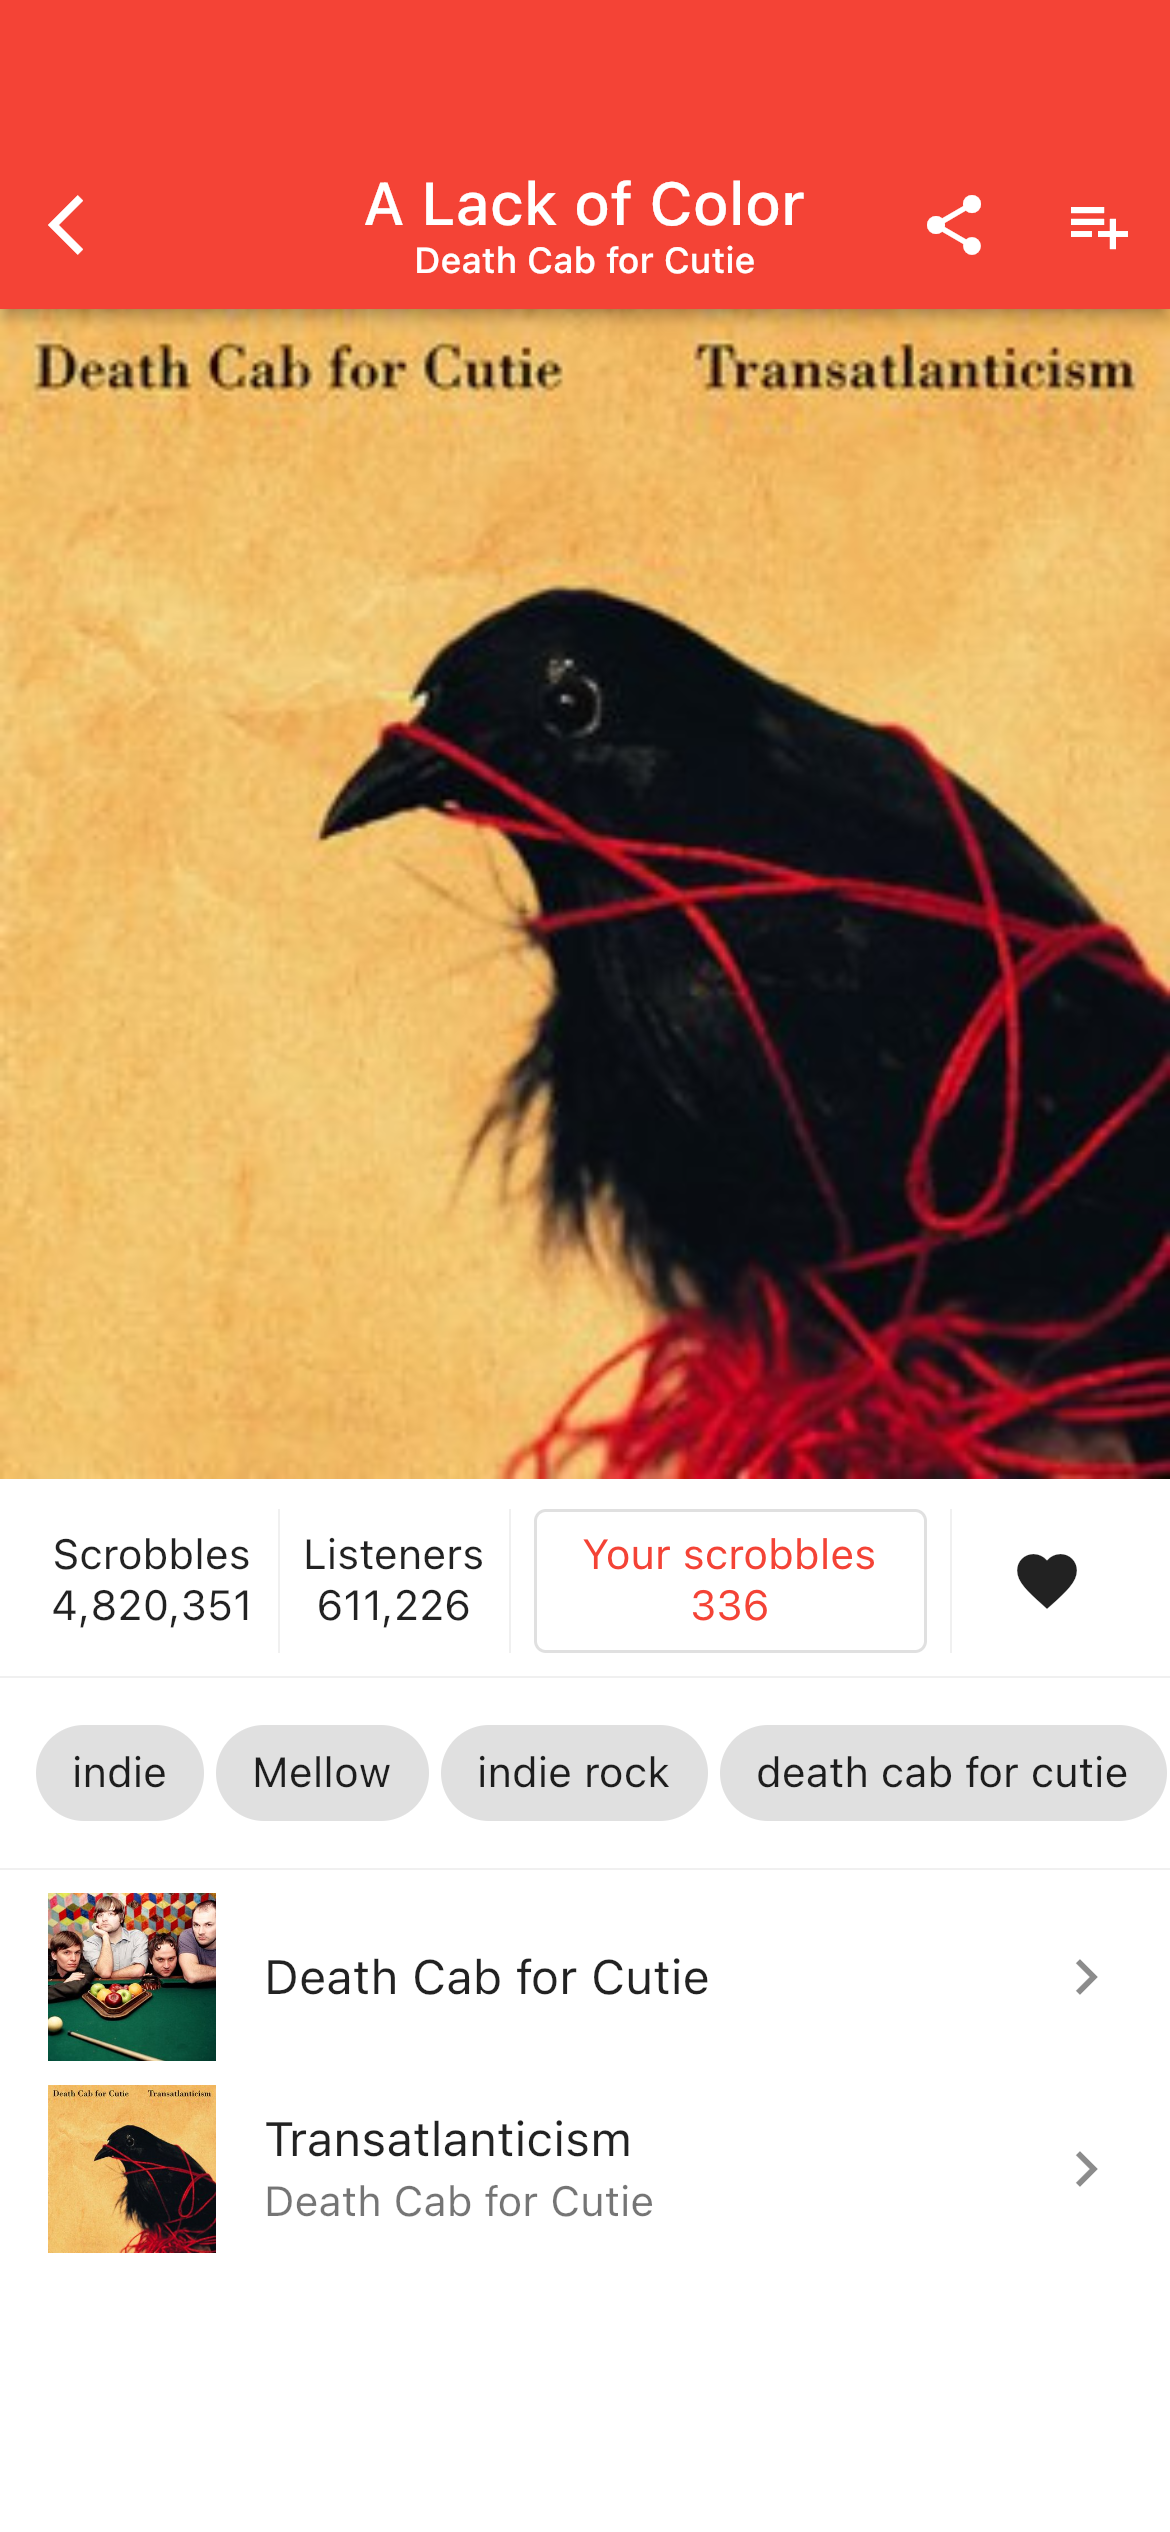 A Lack of Color
Death Cab for Cutie
Death Cab for Cutie Transatlanticism
Scrobbles Listeners Your scrobbles
4,820,351 611,226 336
indie Mellow indie rock death cab for cutie
Death Cab for Cutie
Death Cab for Cutie Transatlanticism
Transatlanticism
Death Cab for Cutie